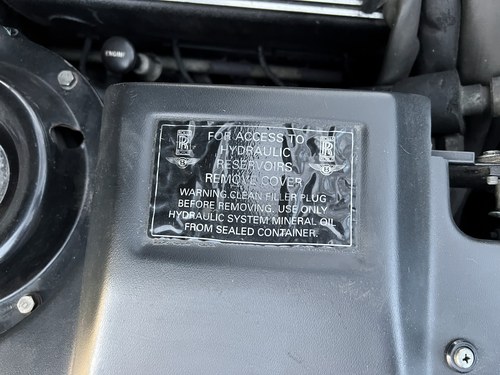 ENGINE
FOR ACCESS TO
HYDRAULIC
RESERVOIRS
REMOVE COVER
WARNING.CLEAN FILLER PLUG
BEFORE REMOVING. USE ONLY
HYDRAULIC SYSTEM MINERAL OIL
FROM SEALED CONTAINER.